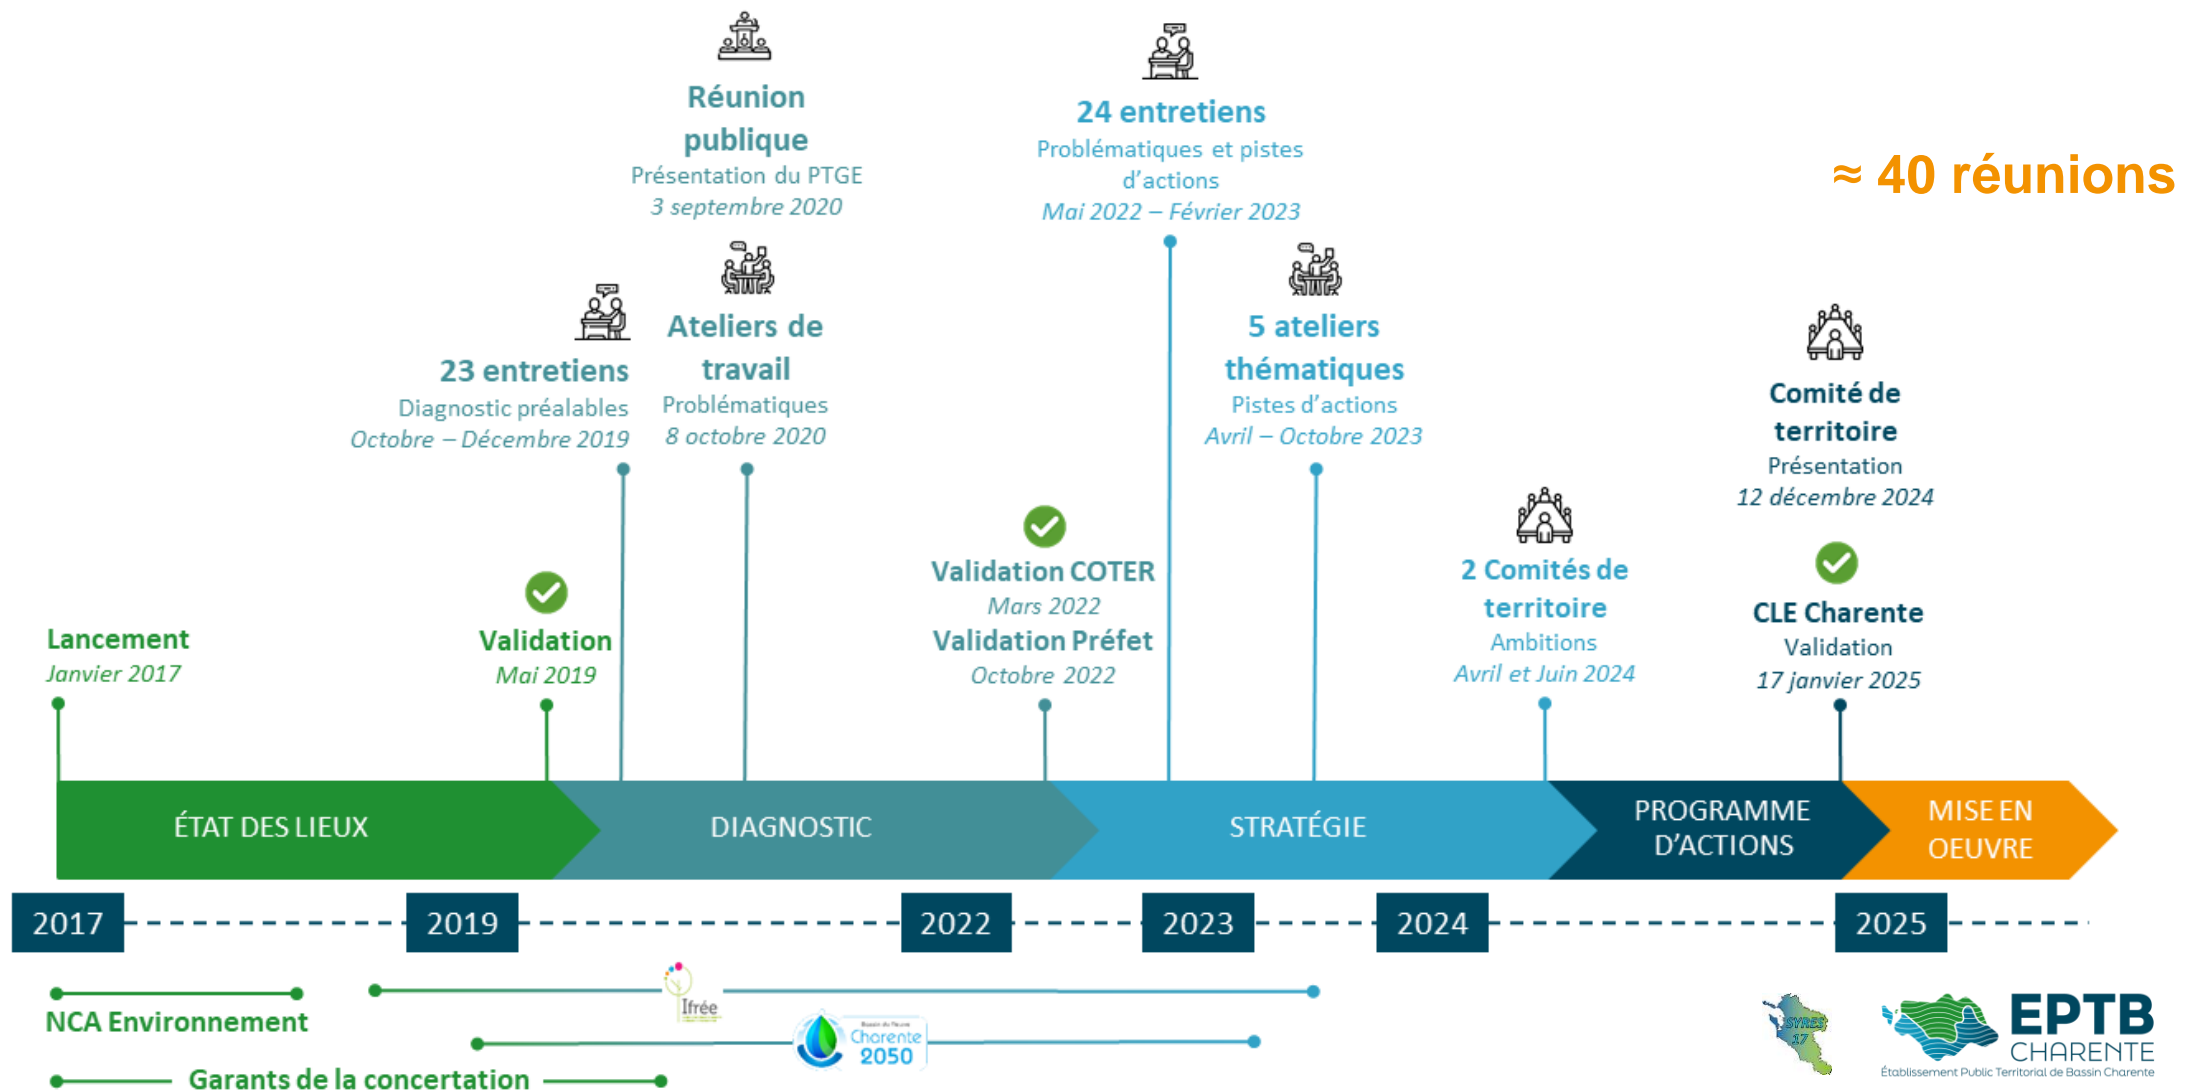 Réunion
publique
Présentation du PTGE
3 septembre 2020
24 entretiens
Problématiques et pistes
d’actions
Mai 2022 – Février 2023
≈ 40 réunions
23 entretiens
Diagnostic préalables
Octobre – Décembre 2019
Ateliers de
travail
Problématiques
8 octobre 2020
5 ateliers
thématiques
Pistes d’actions
Avril – Octobre 2023
Comité de
territoire
Présentation
12 décembre 2024
Lancement
Janvier 2017
Validation
Mai 2019
Validation COTER
Mars 2022
Validation Préfet
Octobre 2022
2 Comités de
territoire
Ambitions
Avril et Juin 2024
CLE Charente
Validation
17 janvier 2025
ÉTAT DES LIEUX
DIAGNOSTIC
STRATÉGIE
PROGRAMME
D’ACTIONS
MISE EN
OEUVRE
2017
2019
2022
2023
2024
2025
NCA Environnement
Ifrée
Bassin du fleuve
Charente
2050
Garants de la concertation
SYRES
17
EPTB
CHARENTE
Établissement Public Territorial de Bassin Charente